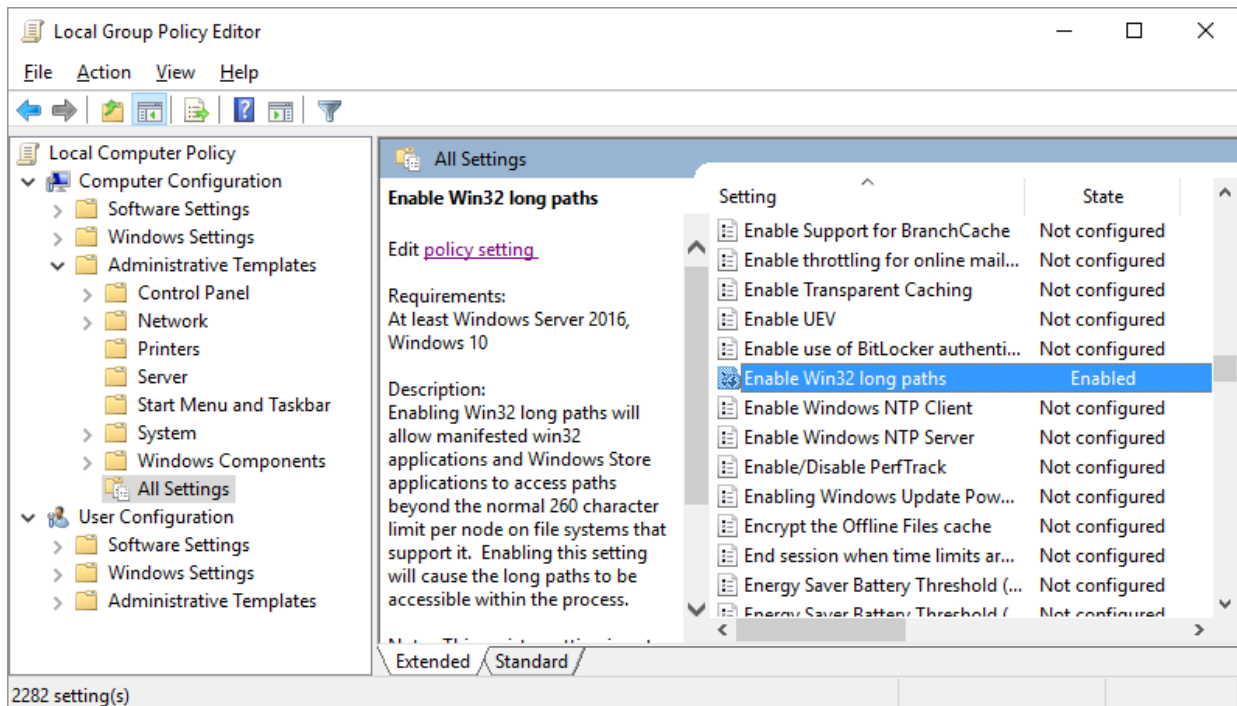 Local Group Policy Editor
File Action View Help
Local Computer Policy
Computer Configuration
Software Settings
Windows Settings
Administrative Templates
Control Panel
Network
Printers
Server
Start Menu and Taskbar
System
Windows Components
All Settings
User Configuration
Software Settings
Windows Settings
Administrative Templates
All Settings
Enable Win32 long paths
Edit policy setting
Requirements:
At least Windows Server 2016,
Windows 10
Description:
Enabling Win32 long paths will
allow manifested win32
applications and Windows Store
applications to access paths
beyond the normal 260 character
limit per node on file systems that
support it. Enabling this setting
will cause the long paths to be
accessible within the process.
Setting State
Enable Support for BranchCache Not configured
Enable throttling for online mail... Not configured
Enable Transparent Caching Not configured
Enable UEV Not configured
Enable use of BitLocker authenti... Not configured
Enable Win32 long paths Enabled
Enable Windows NTP Client Not configured
Enable Windows NTP Server Not configured
Enable/Disable PerfTrack Not configured
Enabling Windows Update Pow... Not configured
Encrypt the Offline Files cache Not configured
End session when time limits ar... Not configured
Energy Saver Battery Threshold (... Not configured
Energy Saver Battery Threshold (... Not configured
Extended Standard
2282 setting(s)